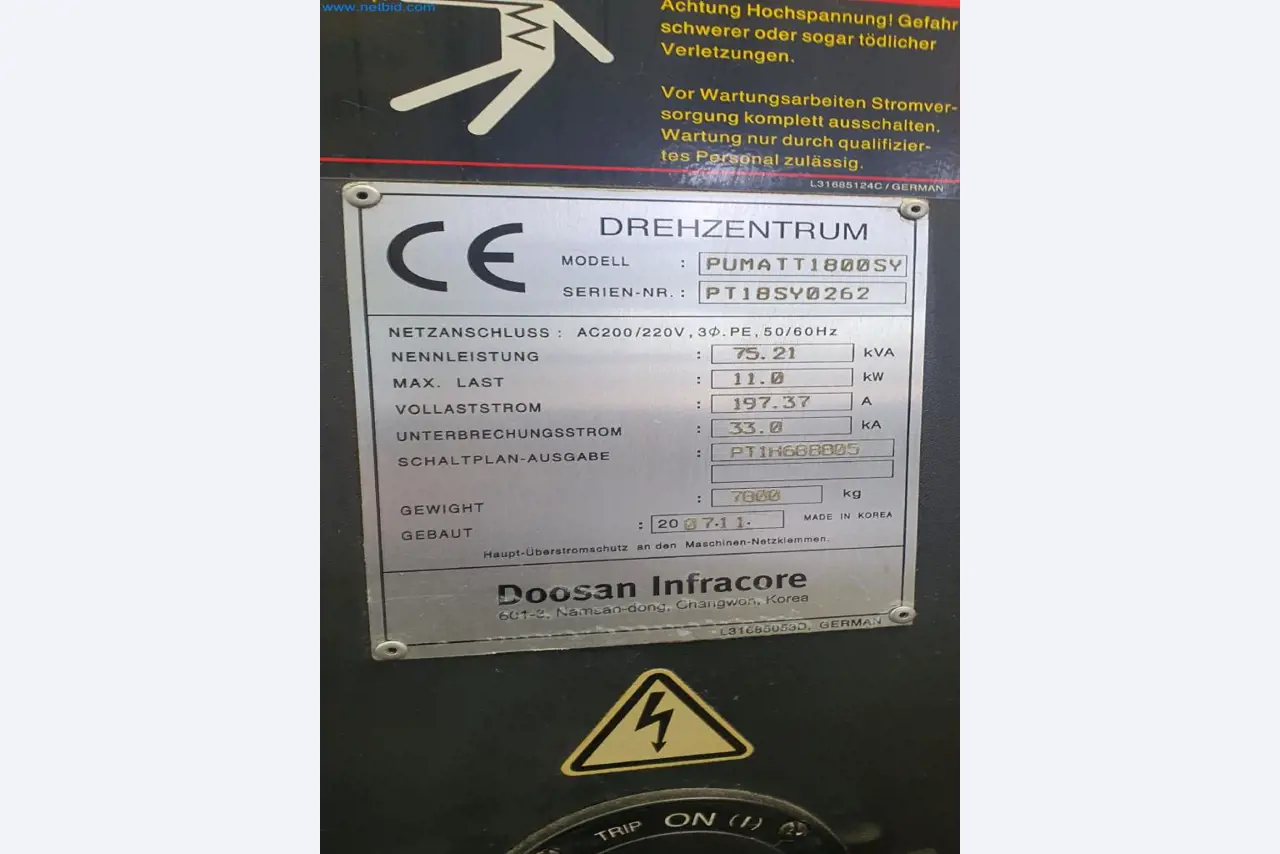 www.netbid.com
Achtung Hochspannung! Gefahr
schwerer oder sogar tödlicher
Verletzungen.
Vor Wartungsarbeiten Stromver-
sorgung komplett ausschalten.
Wartung nur durch qualifizier-
tes Personal zulässig.
L31685124C / GERMAN
CE
DREHZENTRUM
MODELL : PUMATT1800SY
SERIEN-NR. : PT18SY0262
NETZANSCHLUSS : AC200/220V, 3Φ. PE, 50/60Hz
NENNLEISTUNG : 75.21 kVA
MAX. LAST : 11.0 kW
VOLLASTSTROM : 197.37 A
UNTERBRECHUNGSSTROM : 33.0 kA
SCHALTPLAN-AUSGABE :
GEWIGHT : 7800 kg
GEBAUT : 2007.11. MADE IN KOREA
Haupt-Überstromschutz an den Maschinen-Netzklemmen.
Doosan Infracore
601-3, Namsan-dong, Changwon, Korea
L31685053D, GERMAN
TRIP ON (I)